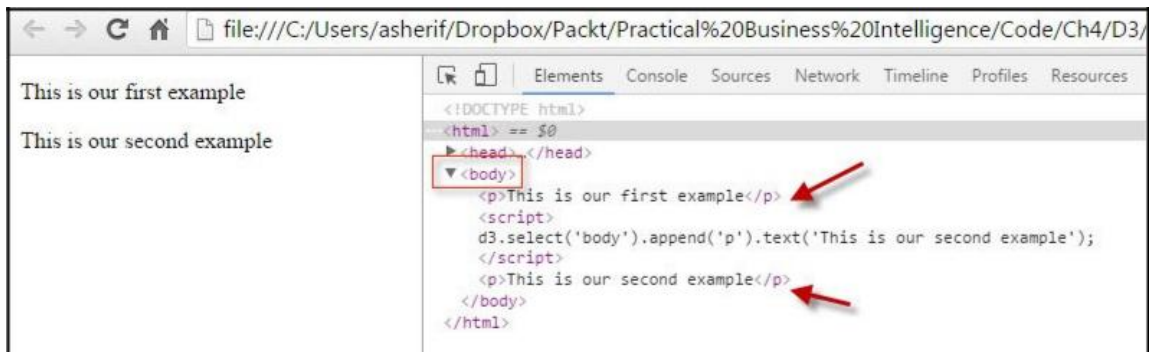 file:///C:/Users/asherif/Dropbox/Packt/Practical%20Business%20Intelligence/Code/Ch4/D3/
This is our first example
This is our second example
Elements Console Sources Network Timeline Profiles Resources
<!DOCTYPE html>
<html> == $0
<head>…</head>
<body>
<p>This is our first example</p>
<script>
d3.select('body').append('p').text('This is our second example');
</script>
<p>This is our second example</p>
</body>
</html>